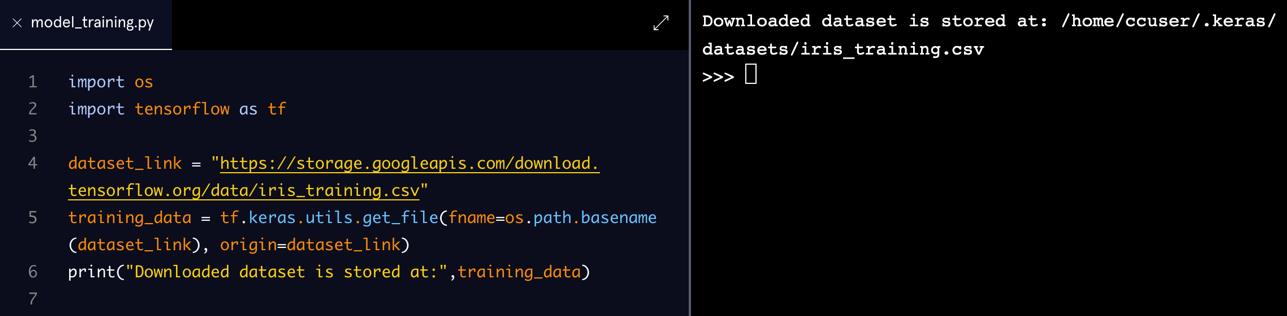 model_training.py
1 import os
2 import tensorflow as tf
3
4 dataset_link = "https://storage.googleapis.com/download.
tensorflow.org/data/iris_training.csv"
5 training_data = tf.keras.utils.get_file(fname=os.path.basename
(dataset_link), origin=dataset_link)
6 print("Downloaded dataset is stored at:",training_data)
7
Downloaded dataset is stored at: /home/ccuser/.keras/
datasets/iris_training.csv
>>>